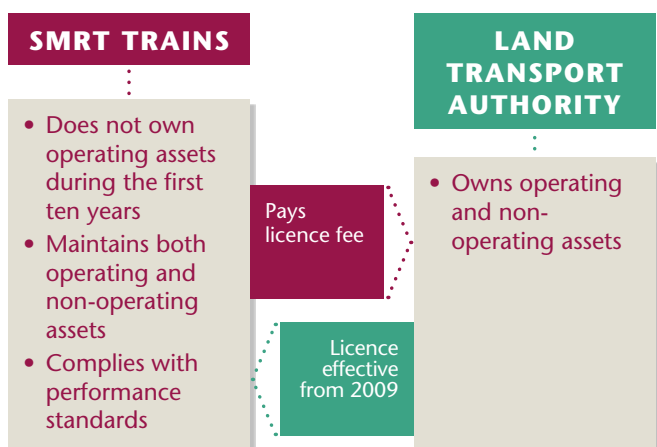 SMRT TRAINS
• Does not own
operating assets
during the first
ten years
• Maintains both
operating and
non-operating
assets
• Complies with
performance
standards
Pays
licence fee
Licence
effective
from 2009
LAND
TRANSPORT
AUTHORITY
• Owns operating
and non-
operating assets